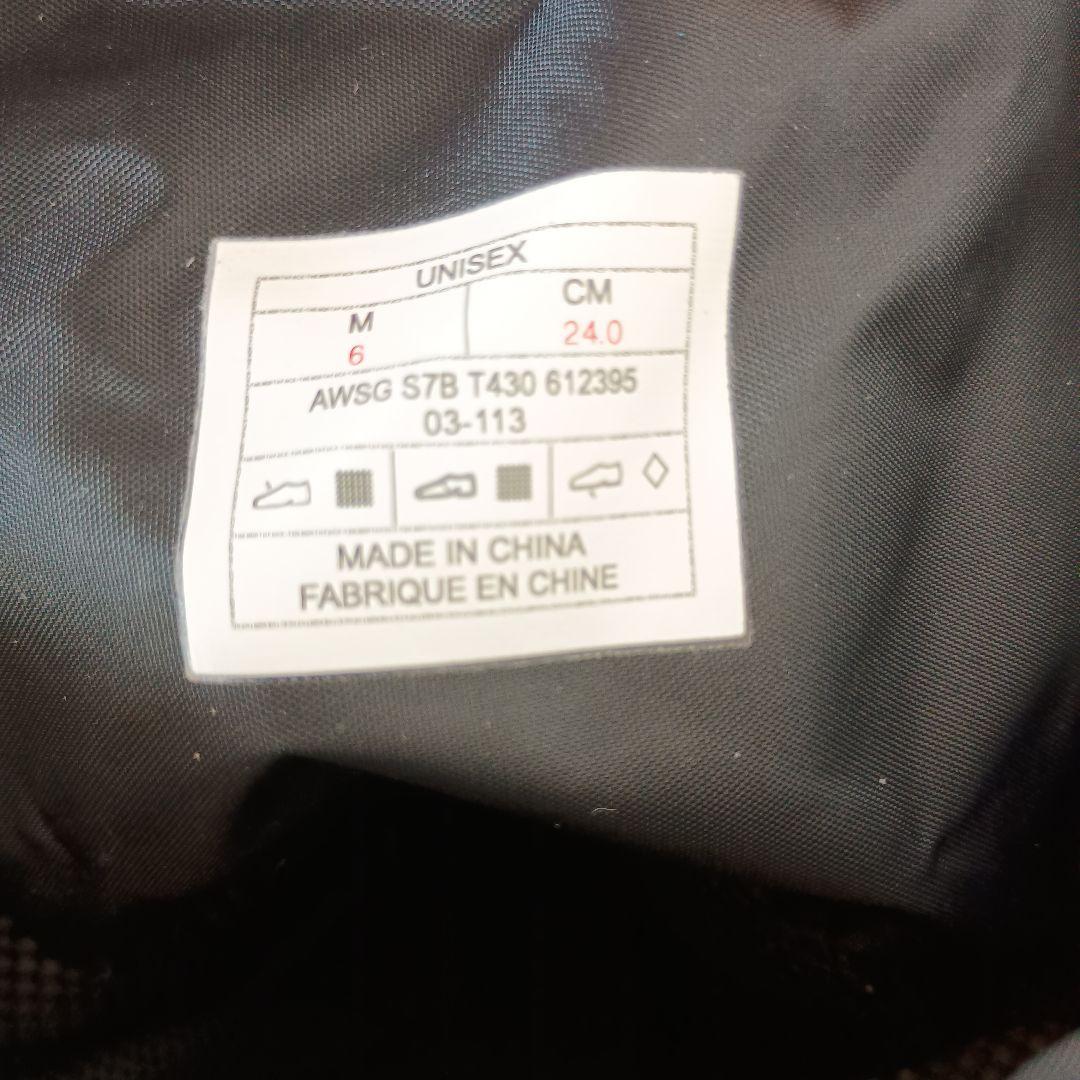 UNISEX
M CM
6 24.0
AWSG S7B T430 612395
03-113
MADE IN CHINA
FABRIQUE EN CHINE